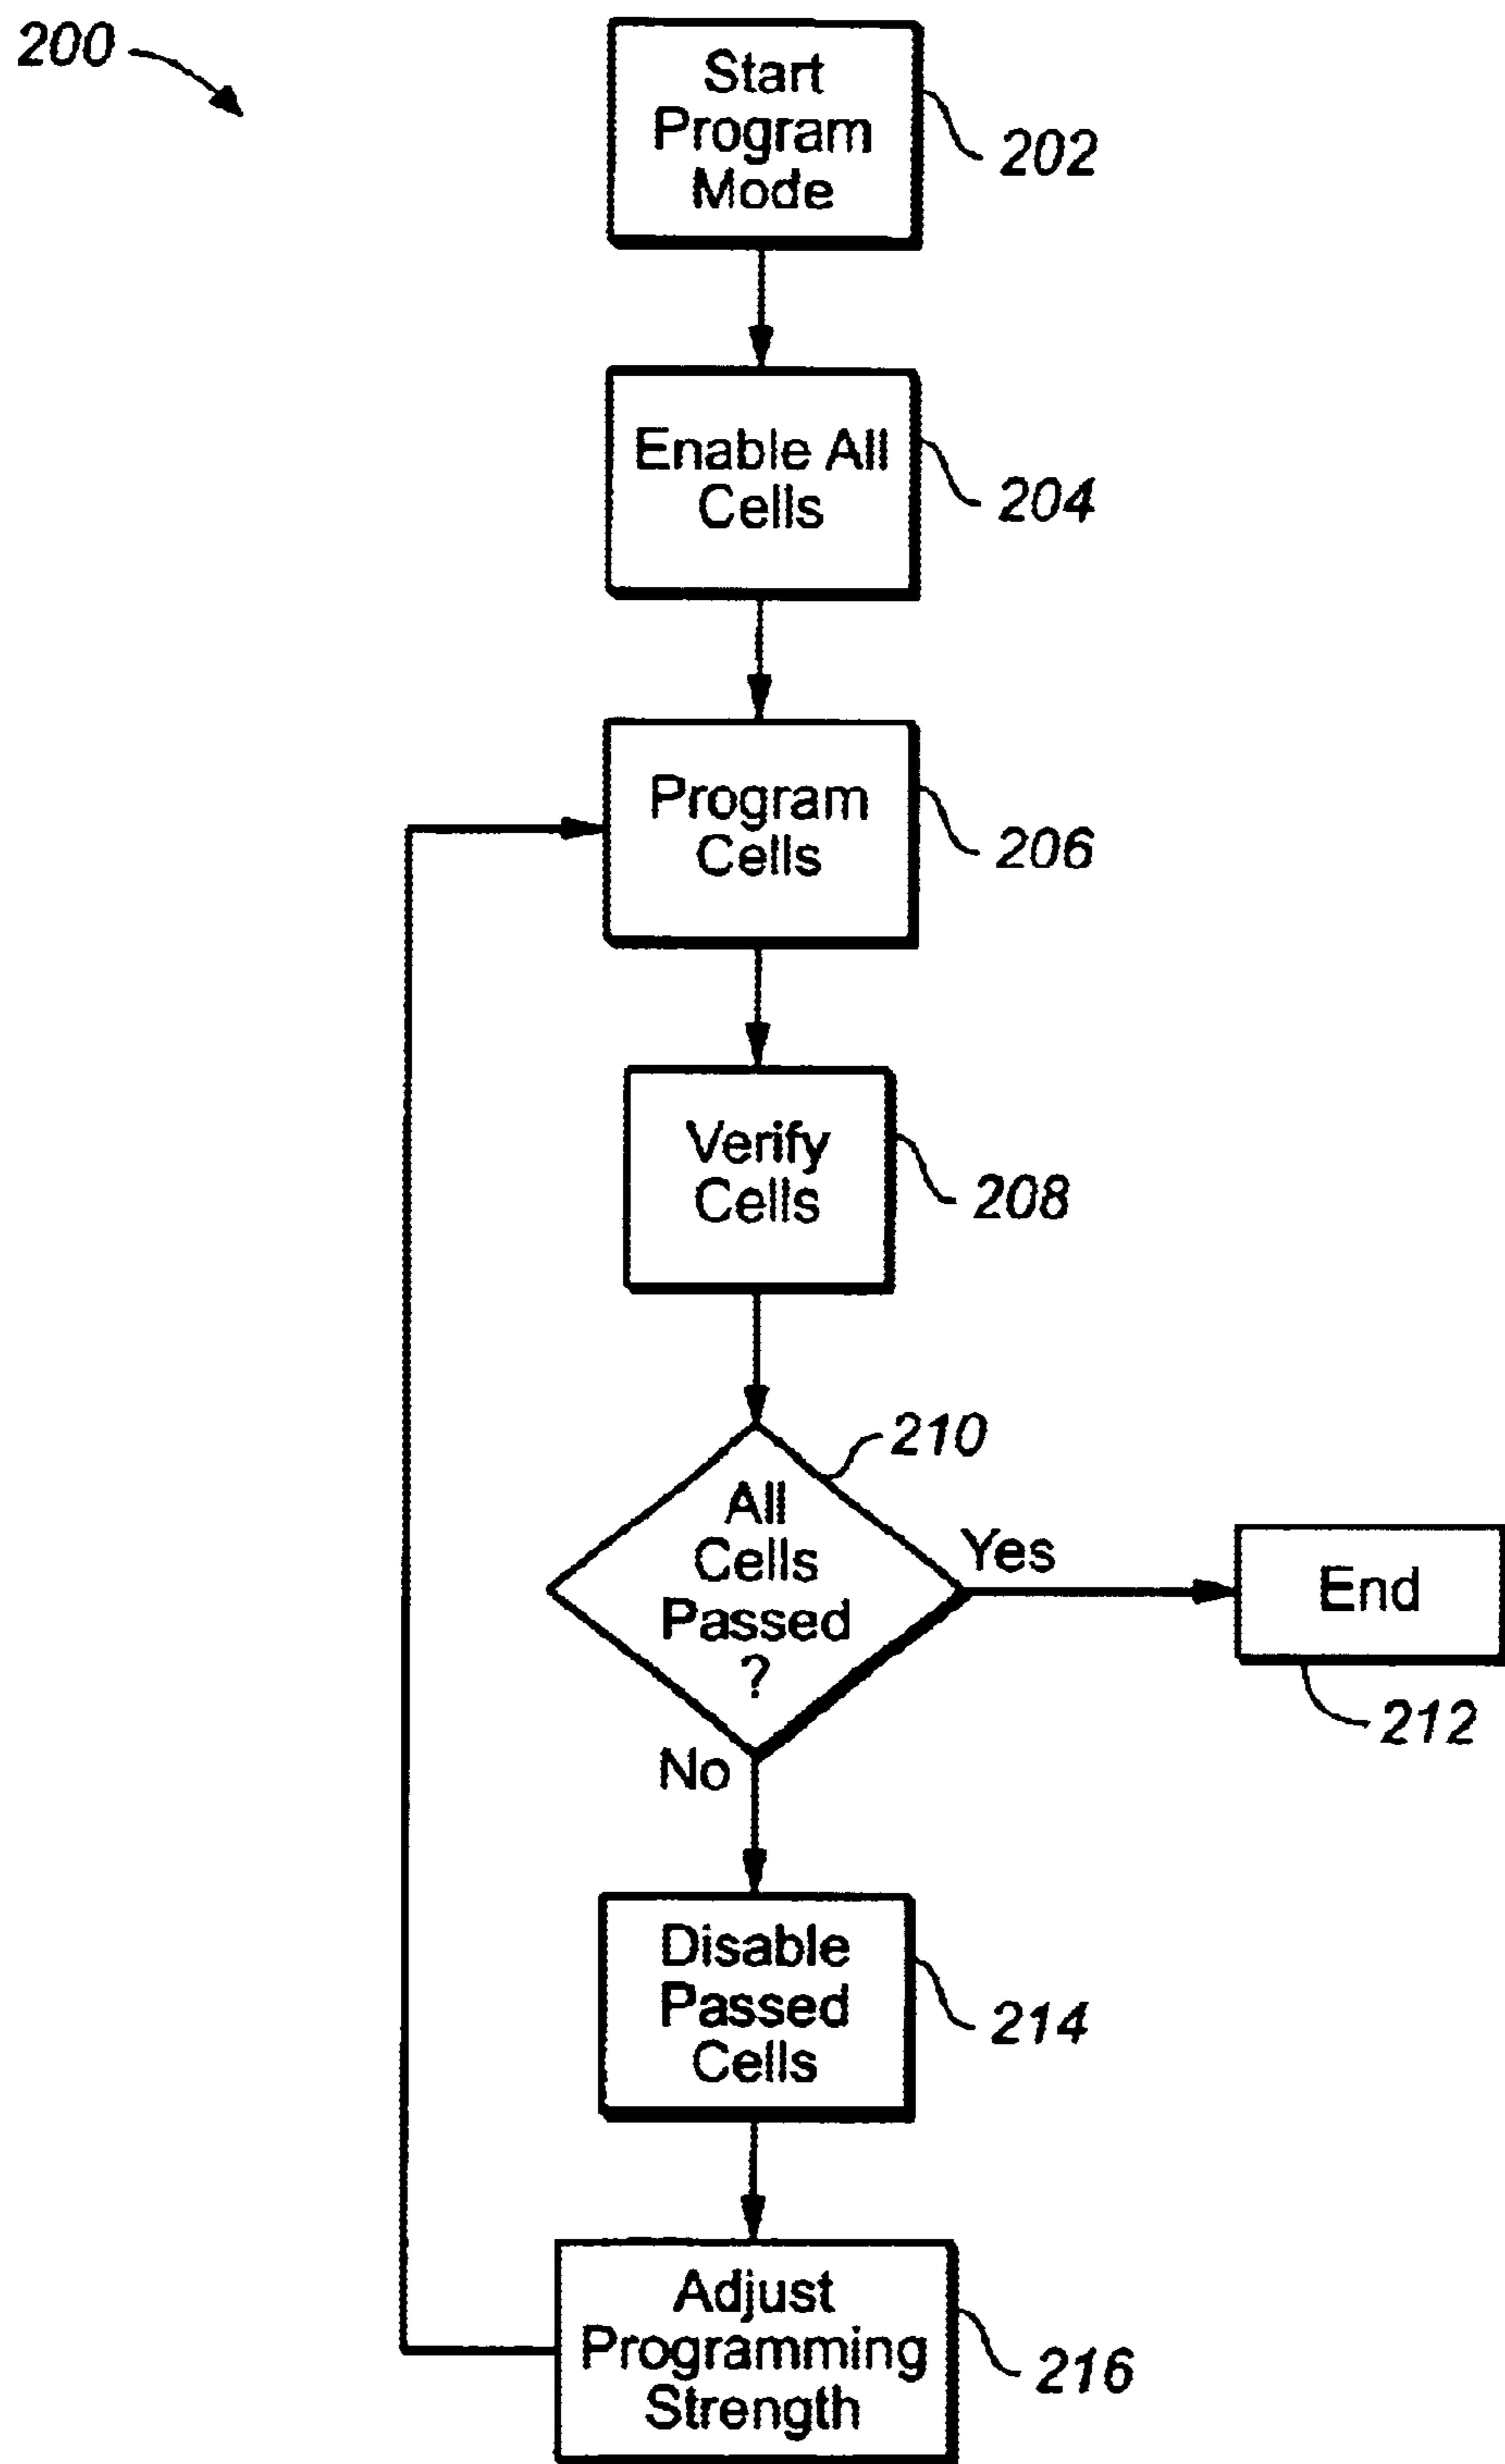 200
Start
Program
Mode
202
Enable All
Cells
204
Program
Cells
206
Verify
Cells
208
210
All
Cells
Passed
?
Yes
End
212
No
Disable
Passed
Cells
214
Adjust
Programming
Strength
216